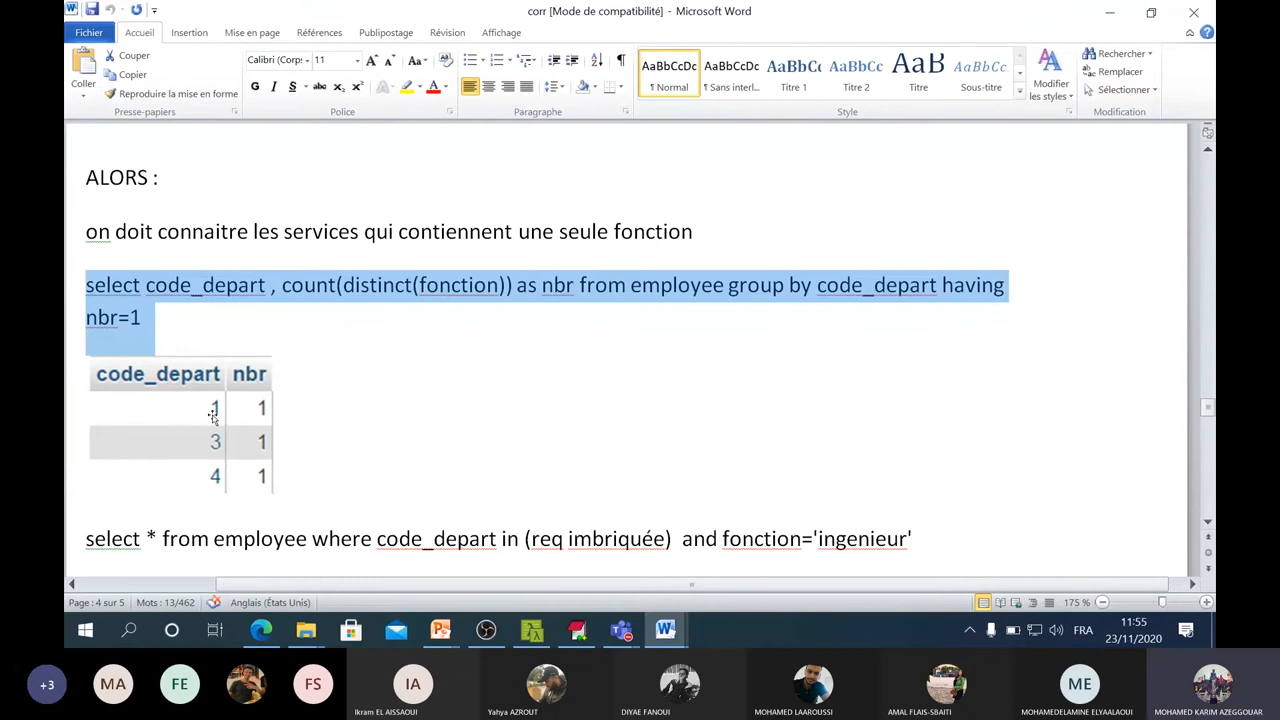 corr [Mode de compatibilité] - Microsoft Word
Fichier Accueil Insertion Mise en page Références Publipostage Révision Affichage
Coller
Couper
Copier
Reproduire la mise en forme
Presse-papiers
Calibri (Corp: 11
G I S abc x₂ x²
Police
Paragraphe
AaBbCcDc AaBbCcDc AaBbCc AaBbCc AaB AaBbCcI
¶ Normal ¶ Sans interl... Titre 1 Titre 2 Titre Sous-titre
Style
Modifier
les styles
Rechercher
Remplacer
Sélectionner
Modification
ALORS :
on doit connaitre les services qui contiennent une seule fonction
select code_depart , count(distinct(fonction)) as nbr from employee group by code_depart having
nbr=1
code_depart nbr
1 1
3 1
4 1
select * from employee where code_depart in (req imbriquée) and fonction='ingenieur'
Page : 4 sur 5 Mots : 13/462 Anglais (États Unis) 175 %
FRA
11:55
23/11/2020
+3 MA FE FS IA ME
Ikram EL AISSAOUI Yahya AZROUT DIYAE FANOUI MOHAMED LAAROUSSI AMAL FLAIS-SBAITI MOHAMEDELAMINE ELYAALAOUI MOHAMED KARIM AZEGGOUAR